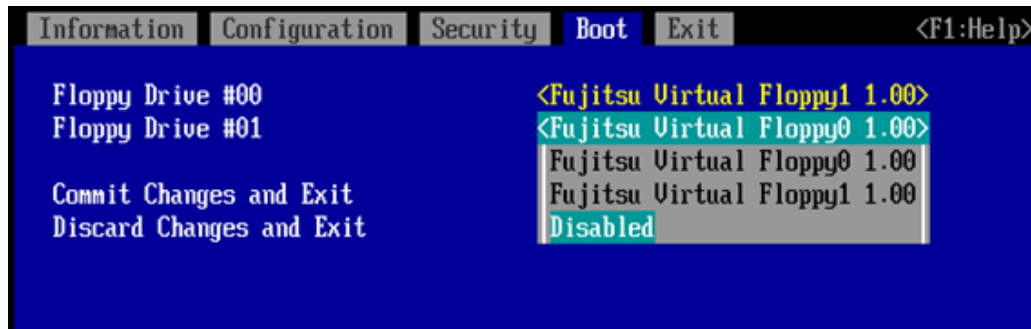 Information Configuration Security Boot Exit <F1:Help>
Floppy Drive #00 <Fujitsu Virtual Floppy1 1.00>
Floppy Drive #01 <Fujitsu Virtual Floppy0 1.00>
Fujitsu Virtual Floppy0 1.00
Commit Changes and Exit Fujitsu Virtual Floppy1 1.00
Discard Changes and Exit Disabled